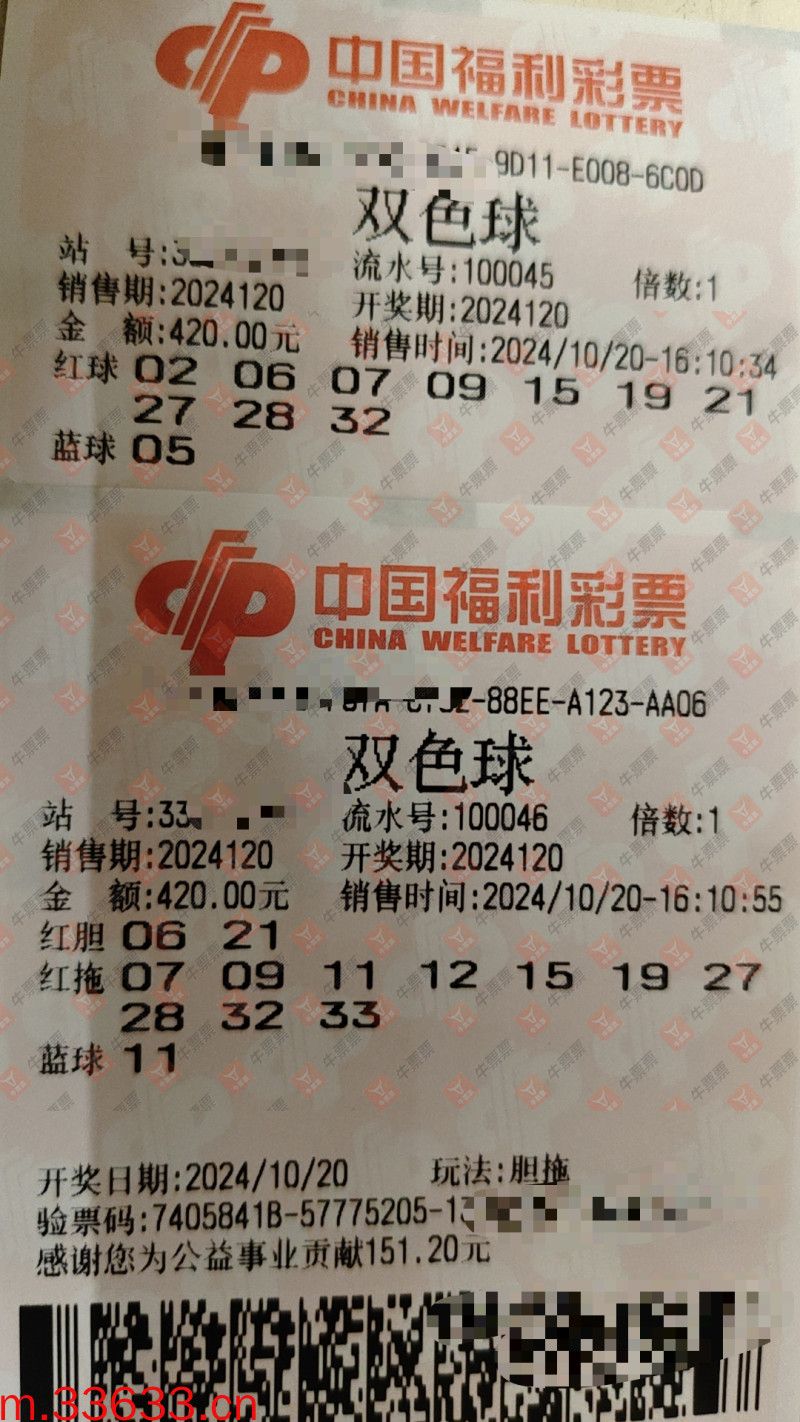 中国福利彩票
CHINA WELFARE LOTTERY
9D11-E008-6C0D
双色球
站 号:3
流水号:100045 倍数:1
销售期:2024120 开奖期:2024120
金 额:420.00元 销售时间:2024/10/20-16:10:34
红球 02 06 07 09 15 19 21
27 28 32
蓝球 05
中国福利彩票
CHINA WELFARE LOTTERY
-88EE-A123-AA06
双色球
站 号:33
流水号:100046 倍数:1
销售期:2024120 开奖期:2024120
金 额:420.00元 销售时间:2024/10/20-16:10:55
红胆 06 21
红拖 07 09 11 12 15 19 27
28 32 33
蓝球 11
开奖日期:2024/10/20 玩法:胆拖
验票码:7405841B-57775205-1
感谢您为公益事业贡献151.20元
m.33633.cn
牛票票